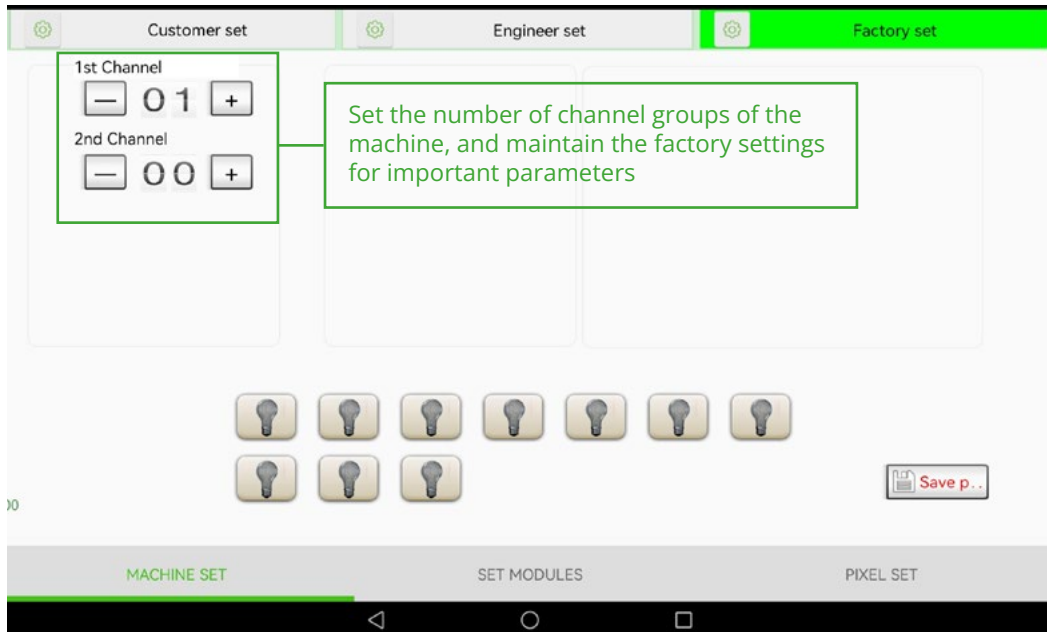 Customer set
Engineer set
Factory set
1st Channel
— 01 +
2nd Channel
— 00 +
Set the number of channel groups of the
machine, and maintain the factory settings
for important parameters
Save p..
00
MACHINE SET
SET MODULES
PIXEL SET